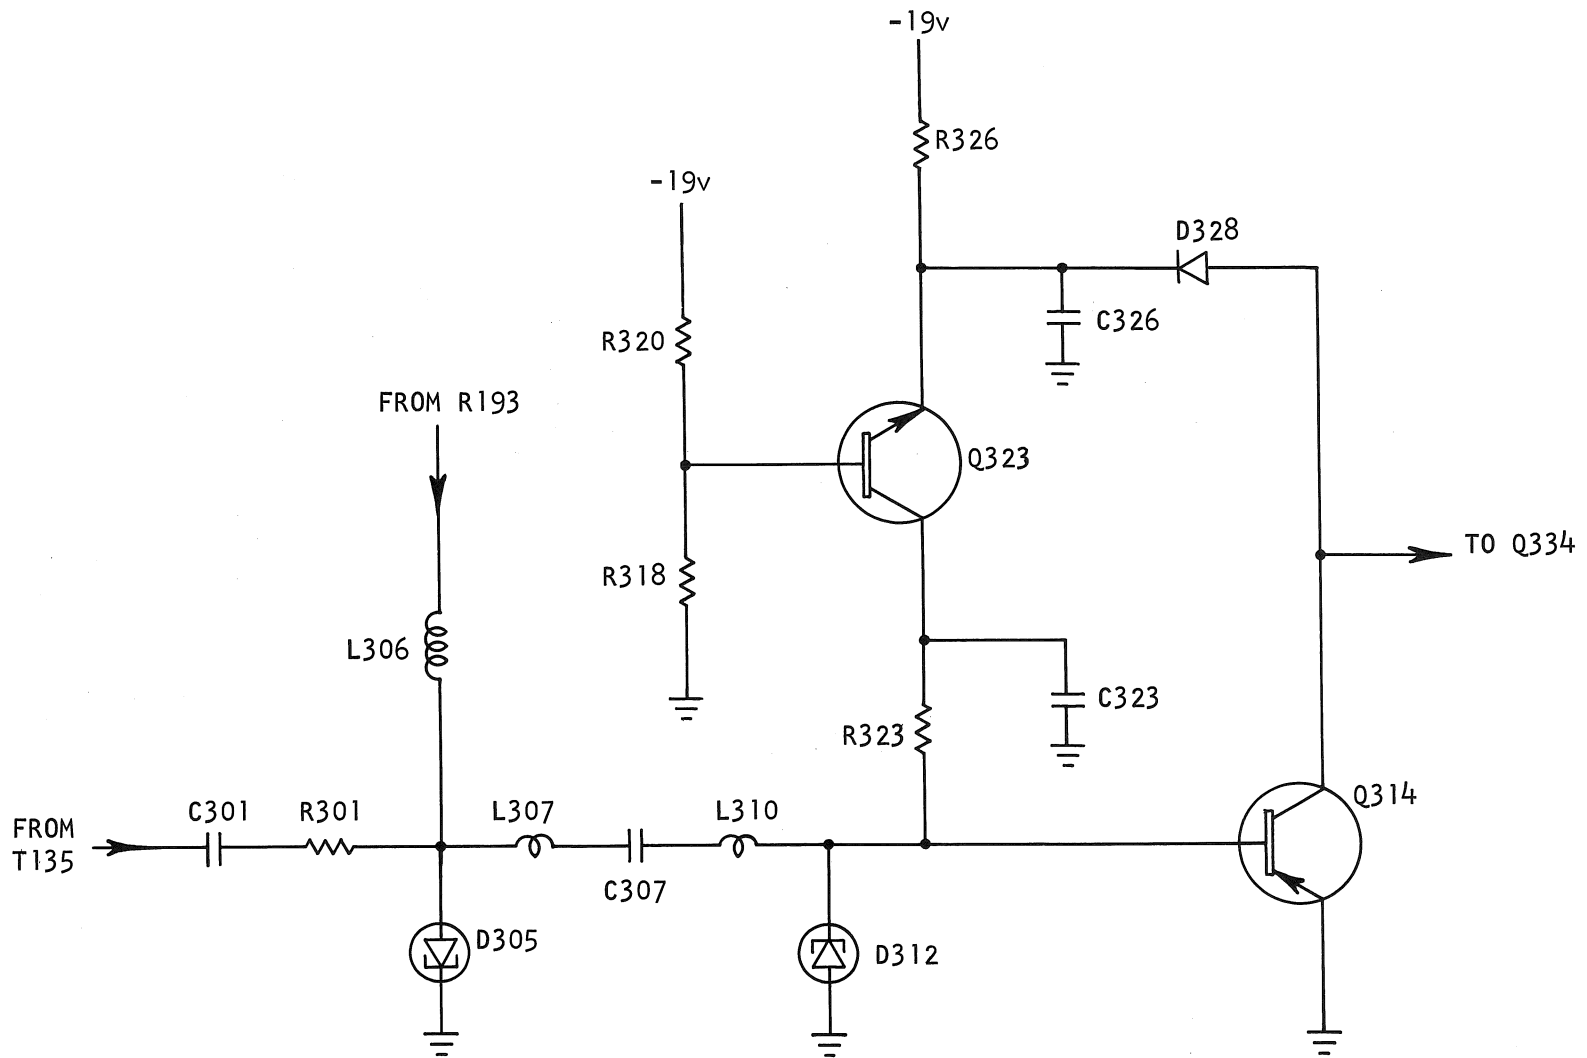 -19v
R326
-19v
D328
R320
C326
FROM R193
Q323
TO Q334
R318
L306
C323
R323
Q314
C301
R301
L307
L310
FROM
T135
C307
D305
D312